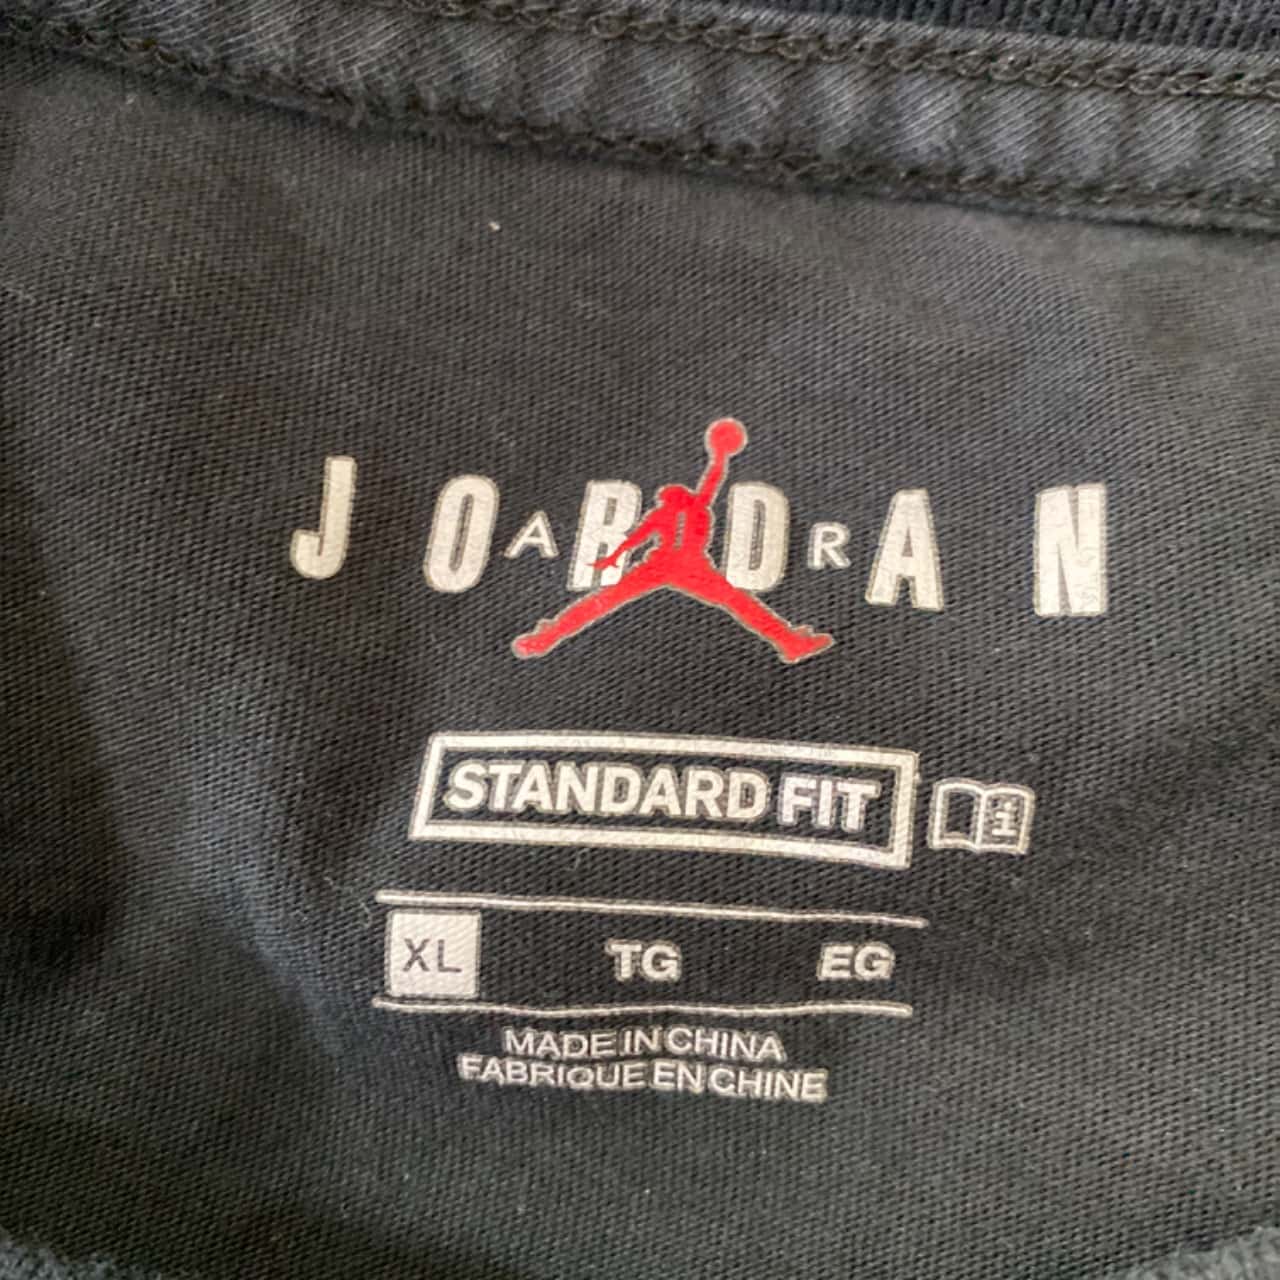 JORDAN
AIR
STANDARD FIT
XL TG EG
MADE IN CHINA
FABRIQUE EN CHINE